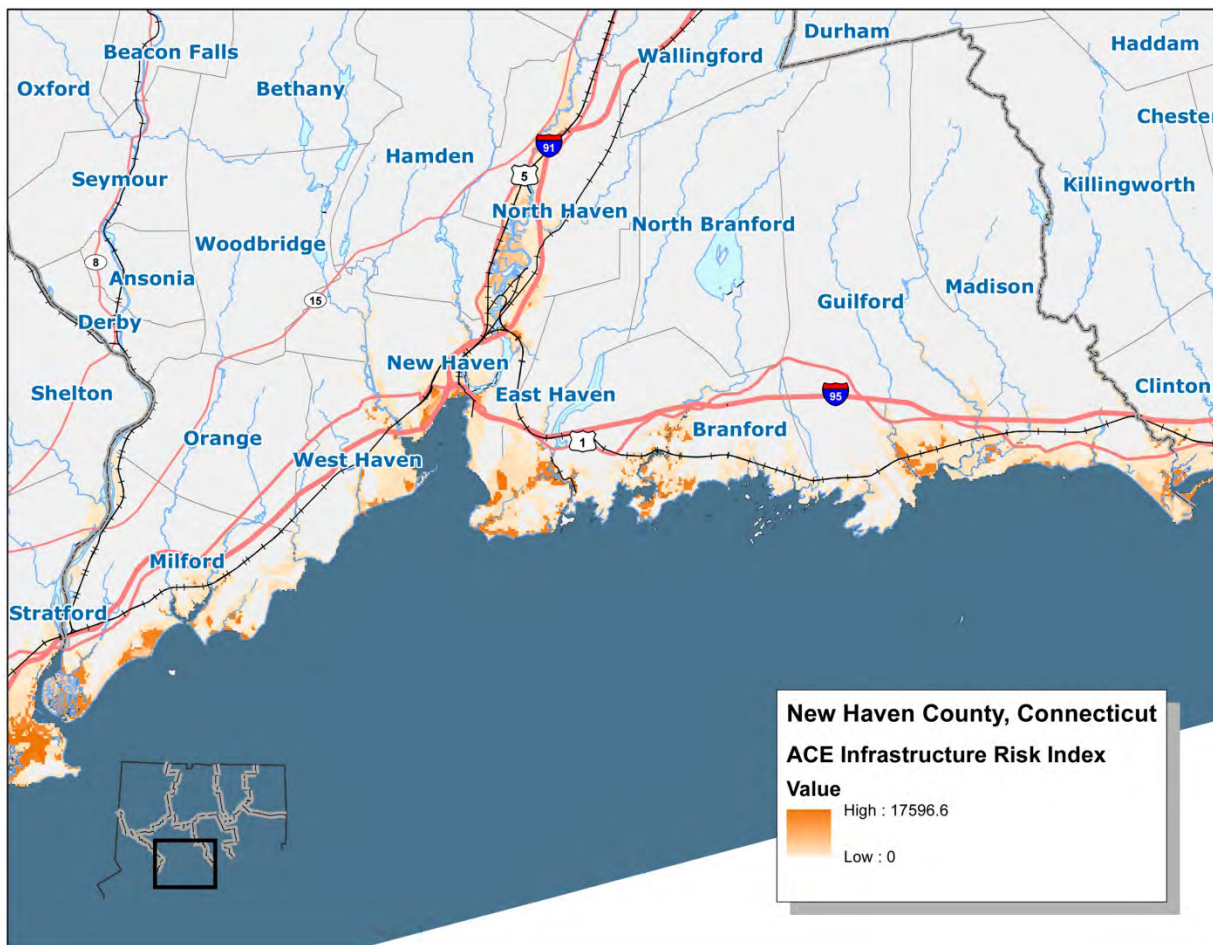 Durham
Haddam
Wallingford
Beacon Falls
Oxford
Bethany
Chester
91
Hamden
5
Seymour
Killingworth
North Haven
North Branford
Woodbridge
8
Ansonia
Madison
15
Guilford
Derby
New Haven
Shelton
East Haven
Clinton
95
Orange
Branford
1
West Haven
Milford
Stratford
New Haven County, Connecticut
ACE Infrastructure Risk Index
Value
High : 17596.6
Low : 0